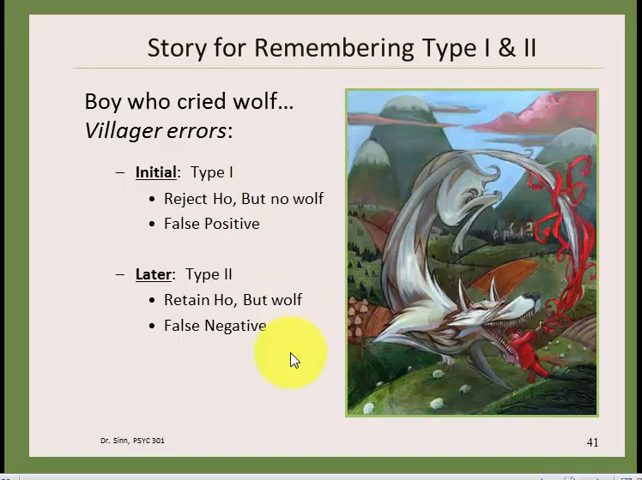 Story for Remembering Type I & II
Boy who cried wolf…
Villager errors:
– Initial: Type I
• Reject Ho, But no wolf
• False Positive
– Later: Type II
• Retain Ho, But wolf
• False Negative
Dr. Sinn, PSYC 301
41